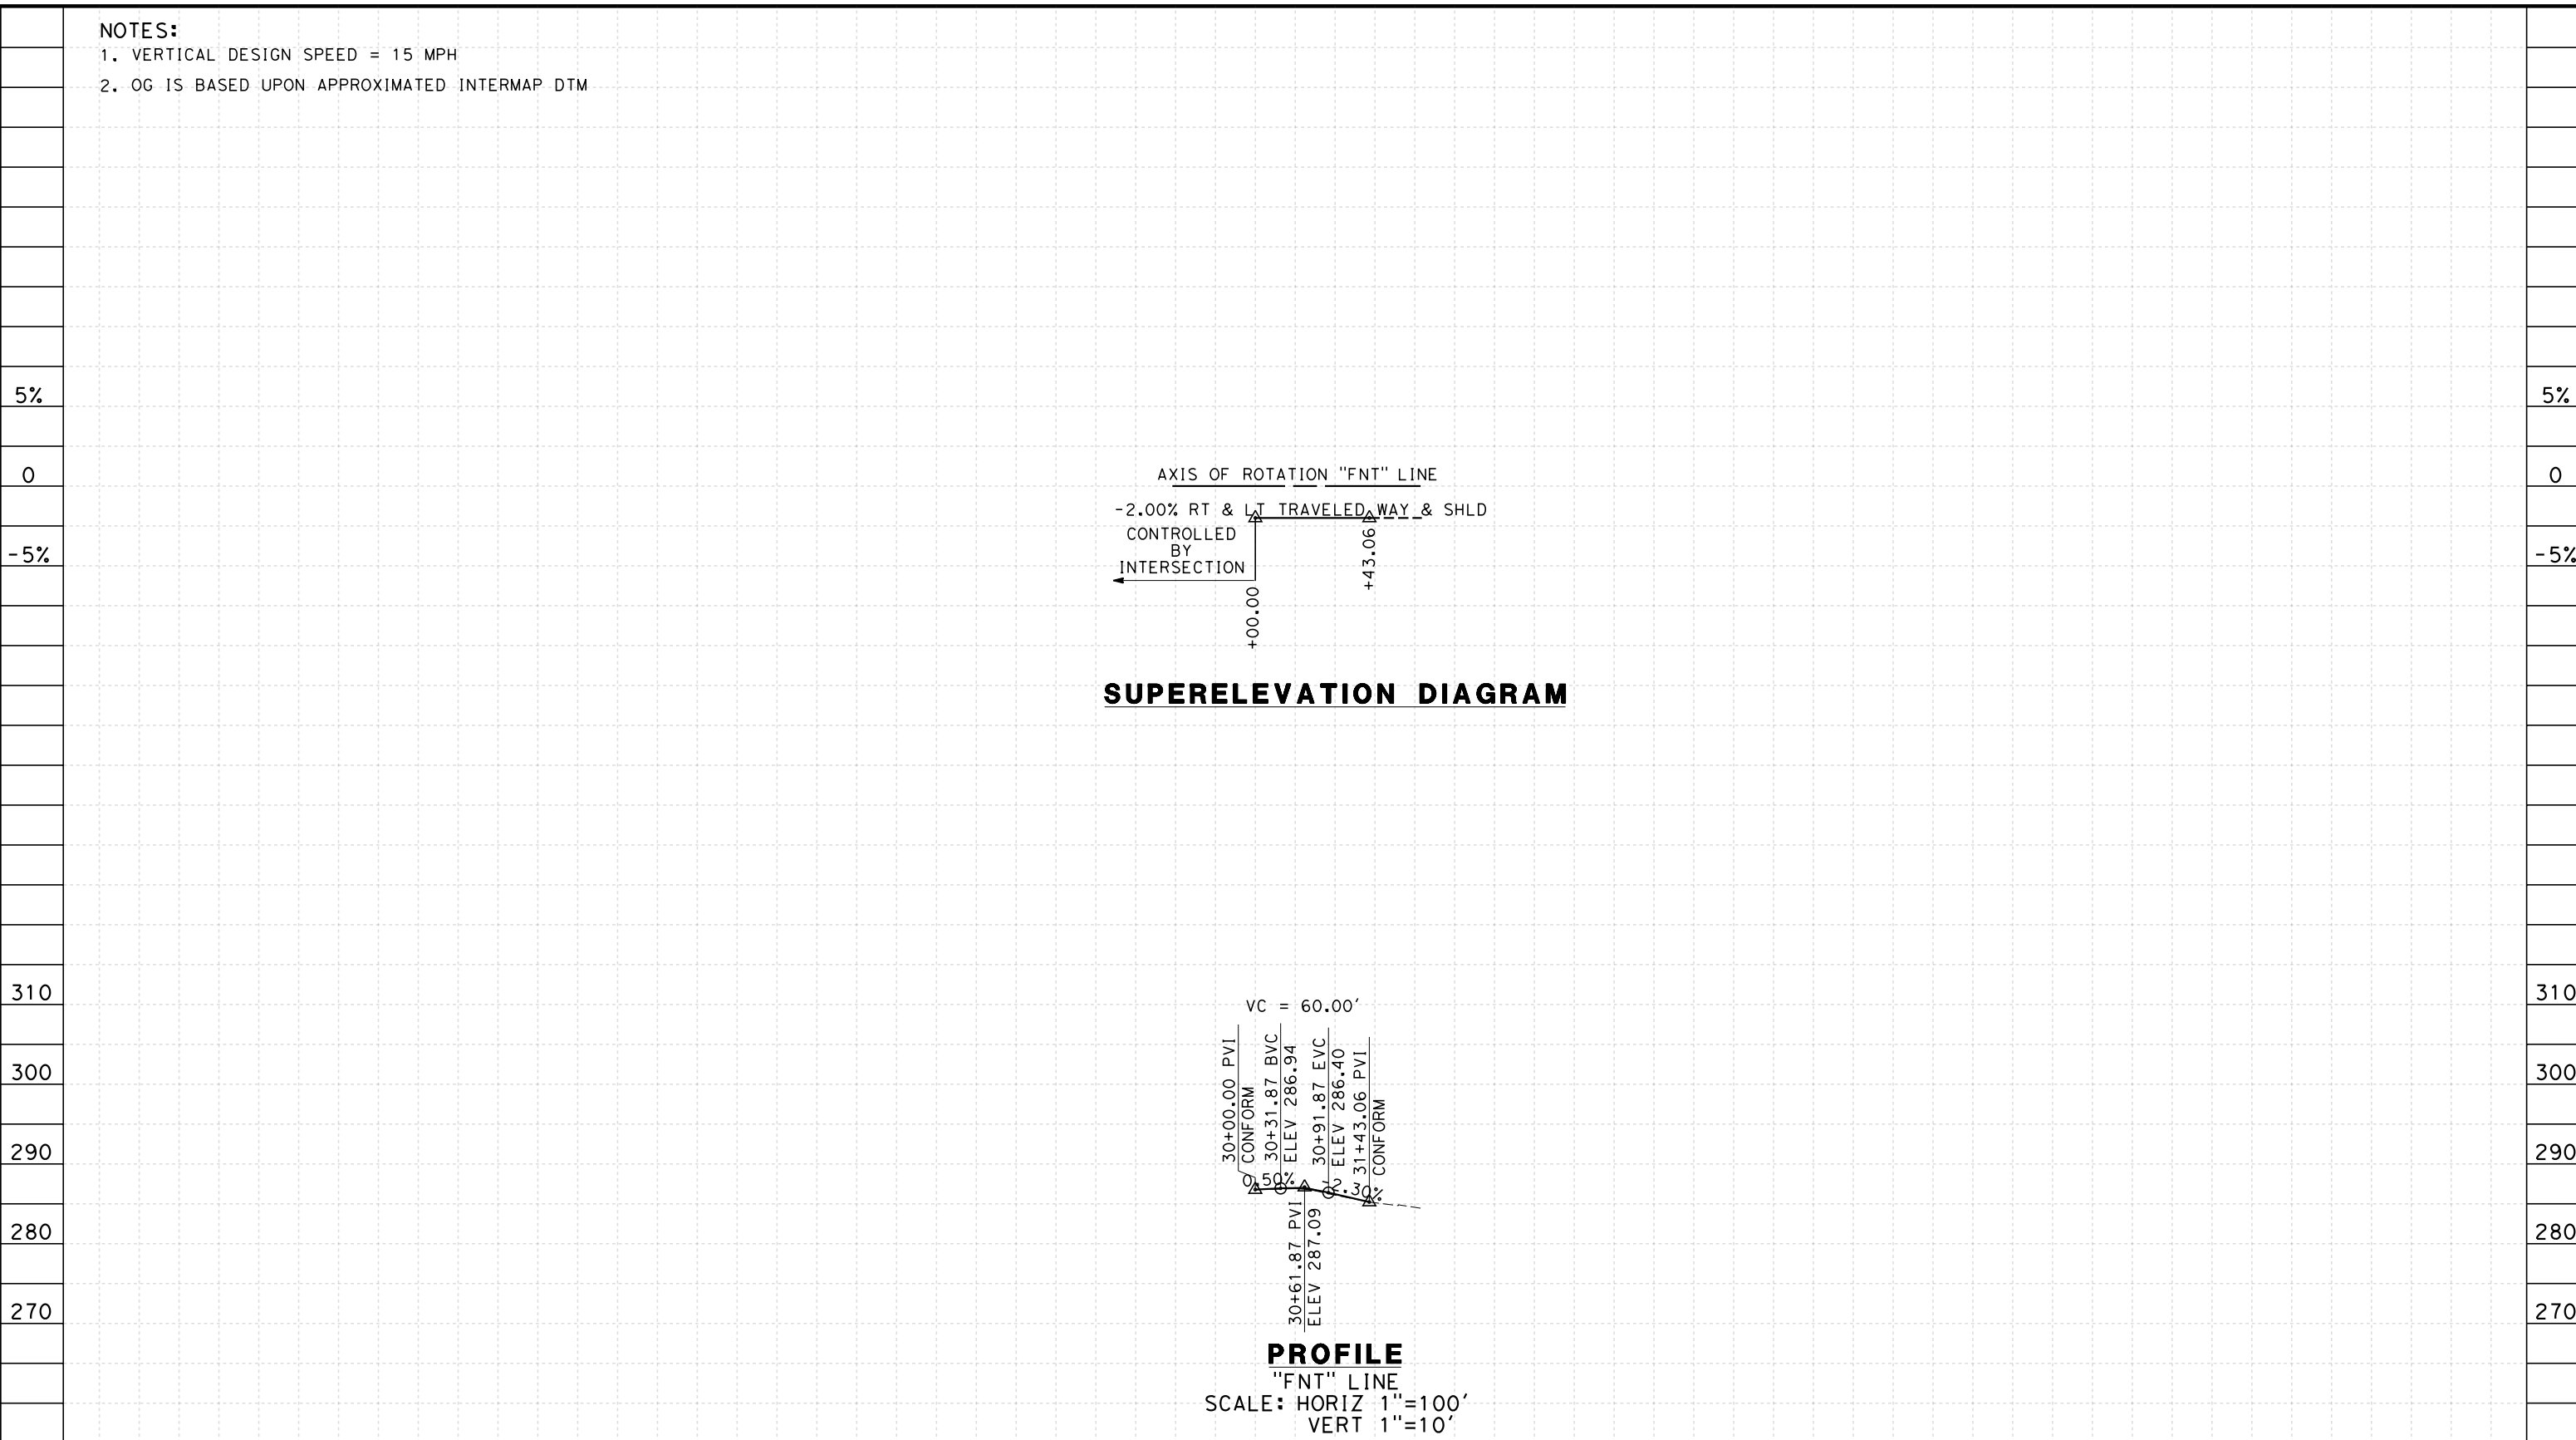 NOTES:
1. VERTICAL DESIGN SPEED = 15 MPH
2. OG IS BASED UPON APPROXIMATED INTERMAP DTM
5%
5%
0
0
-5%
-5%
AXIS OF ROTATION "FNT" LINE
-2.00% RT & LT TRAVELED WAY & SHLD
CONTROLLED
BY
INTERSECTION
+00.00
+43.06
SUPERELEVATION DIAGRAM
310
310
300
300
290
290
280
280
270
270
VC = 60.00'
30+00.00 PVI
CONFORM
30+31.87 BVC
ELEV 286.94
30+91.87 EVC
ELEV 286.40
31+43.06 PVI
CONFORM
0.50%
-2.30%
30+61.87 PVI
ELEV 287.09
PROFILE
"FNT" LINE
SCALE: HORIZ 1"=100'
VERT 1"=10'